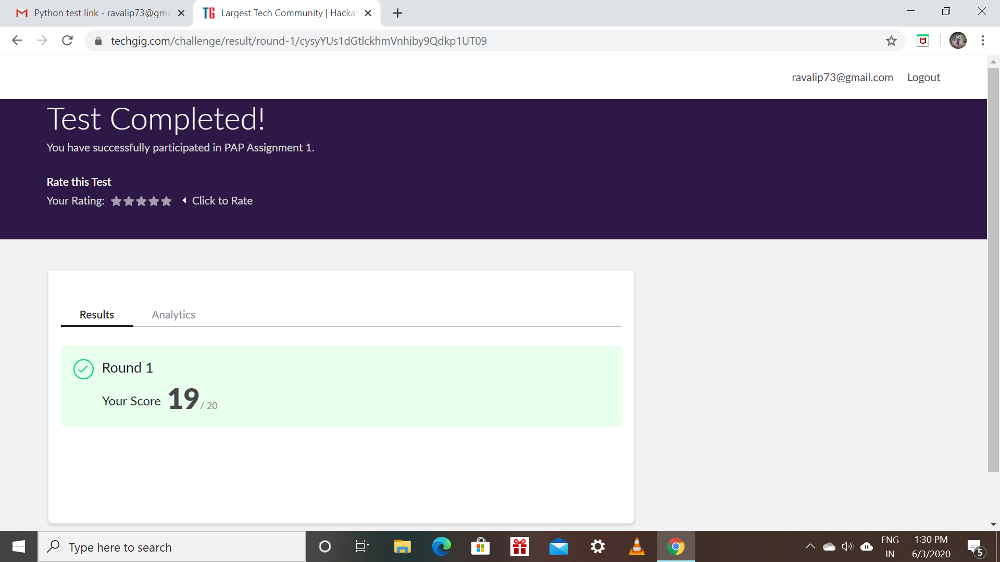 Python test link - ravalip73@gma
TG Largest Tech Community | Hacka
techgig.com/challenge/result/round-1/cysyYUs1dGtlckhmVnhiby9Qdkp1UT09
ravalip73@gmail.com Logout
Test Completed!
You have successfully participated in PAP Assignment 1.
Rate this Test
Your Rating: Click to Rate
Results Analytics
Round 1
Your Score 19 / 20
Type here to search
ENG
IN
1:30 PM
6/3/2020
5